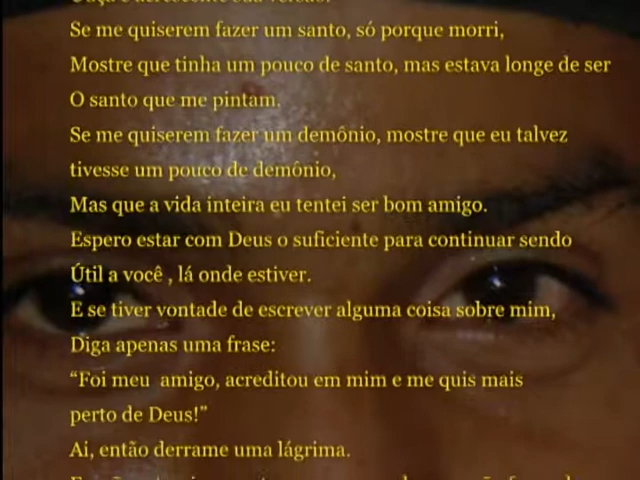 Se me quiserem fazer um santo, só porque morri,
Mostre que tinha um pouco de santo, mas estava longe de ser
O santo que me pintam.
Se me quiserem fazer um demônio, mostre que eu talvez
tivesse um pouco de demônio,
Mas que a vida inteira eu tentei ser bom amigo.
Espero estar com Deus o suficiente para continuar sendo
Útil a você , lá onde estiver.
E se tiver vontade de escrever alguma coisa sobre mim,
Diga apenas uma frase:
“Foi meu  amigo, acreditou em mim e me quis mais
perto de Deus!”
Ai, então derrame uma lágrima.